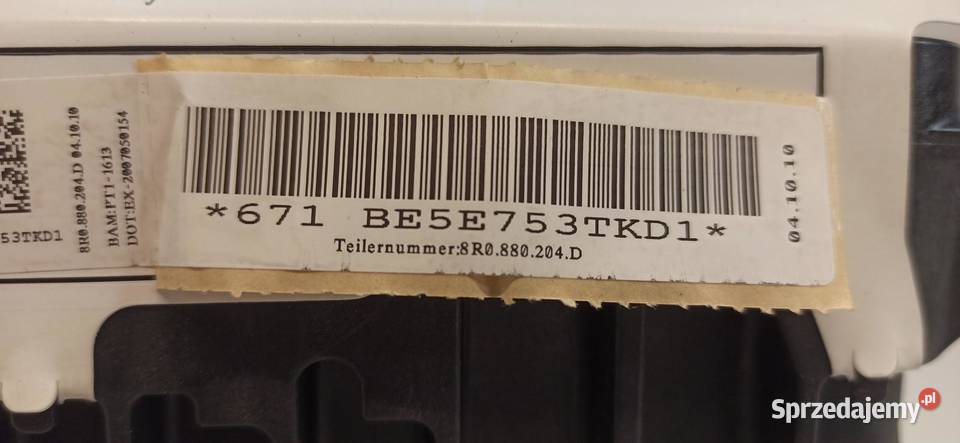 53TKD1
8R0.880.204.D 04.10.10
BAM:PT1-1613
DOT:BX-2007050154
*671 BE5E753TKD1*
Teilernummer:8R0.880.204.D
04.10.10
Sprzedajemy.pl